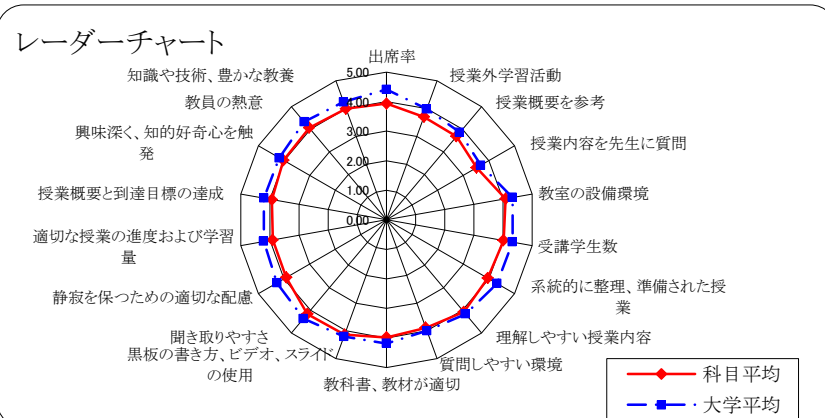 レーダーチャート
出席率
授業外学習活動
授業概要を参考
授業内容を先生に質問
教室の設備環境
受講学生数
系統的に整理、準備された授
業
理解しやすい授業内容
質問しやすい環境
教科書、教材が適切
黒板の書き方、ビデオ、スライド
の使用
聞き取りやすさ
静寂を保つための適切な配慮
適切な授業の進度および学習
量
授業概要と到達目標の達成
興味深く、知的好奇心を触
発
教員の熱意
知識や技術、豊かな教養
5.00
4.00
3.00
2.00
1.00
0.00
科目平均
大学平均